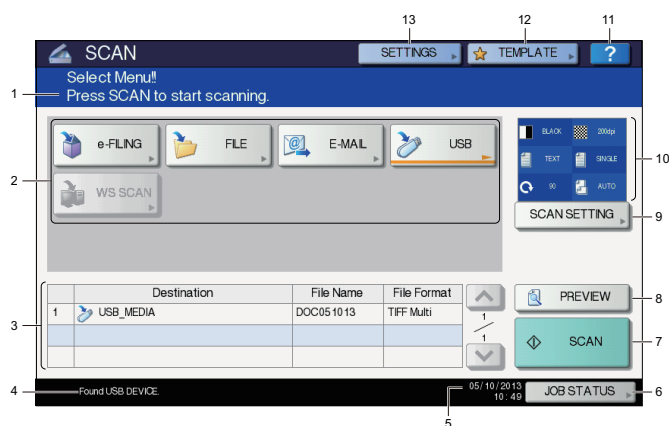 13 12 11
SCAN SETTINGS TEMPLATE ?
Select Menu!!
1 Press SCAN to start scanning.
2 e-FILING FILE E-MAIL USB
WS SCAN
BLACK 200dpi
TEXT SINGLE 10
90 AUTO
SCAN SETTING 9
3 Destination File Name File Format
1 USB_MEDIA DOC051013 TIFF Multi
1
1
PREVIEW 8
SCAN 7
4 Found USB DEVICE.
05/10/2013
10:49
JOB STATUS 6
5